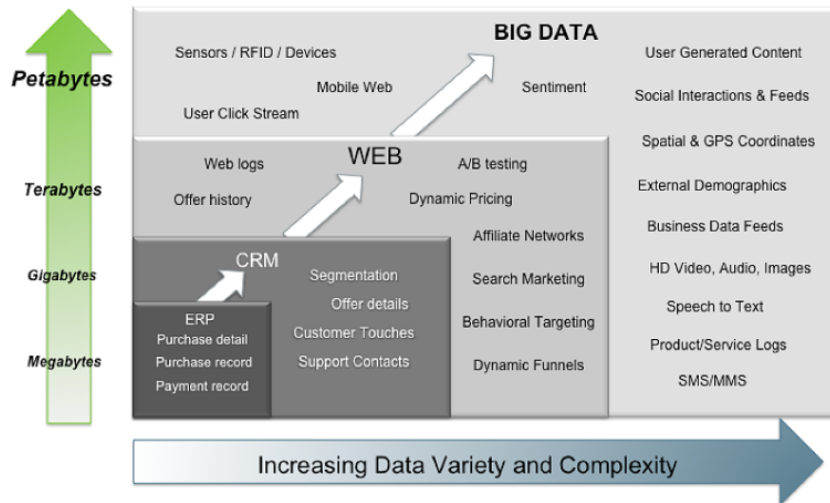 Petabytes
Terabytes
Gigabytes
Megabytes
BIG DATA
Sensors / RFID / Devices
Mobile Web
Sentiment
User Click Stream
User Generated Content
Social Interactions & Feeds
Spatial & GPS Coordinates
External Demographics
Business Data Feeds
HD Video, Audio, Images
Speech to Text
Product/Service Logs
SMS/MMS
WEB
Web logs
A/B testing
Offer history
Dynamic Pricing
Affiliate Networks
Search Marketing
Behavioral Targeting
Dynamic Funnels
CRM
Segmentation
Offer details
Customer Touches
Support Contacts
ERP
Purchase detail
Purchase record
Payment record
Increasing Data Variety and Complexity